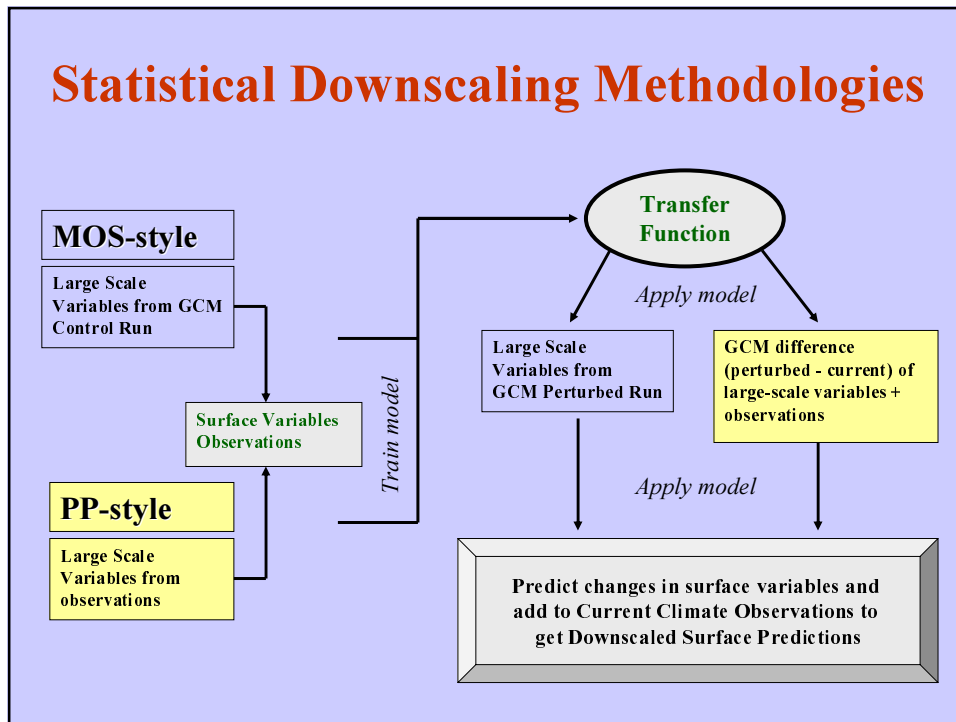 Statistical Downscaling Methodologies
MOS-style
Large Scale
Variables from GCM
Control Run
Surface Variables
Observations
PP-style
Large Scale
Variables from
observations
Train model
Transfer
Function
Apply model
Large Scale
Variables from
GCM Perturbed Run
GCM difference
(perturbed - current) of
large-scale variables +
observations
Apply model
Predict changes in surface variables and
add to Current Climate Observations to
get Downscaled Surface Predictions